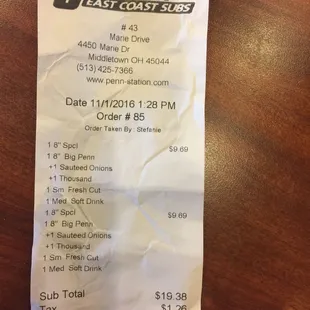 EAST COAST SUBS
# 43
Marie Drive
4450 Marie Dr
Middletown OH 45044
(513) 425-7366
www.penn-station.com
Date 11/1/2016 1:28 PM
Order # 85
Order Taken By : Stefanie
1 8" Spcl $9.69
1 8" Big Penn
+1 Sauteed Onions
+1 Thousand
1 Sm Fresh Cut
1 Med Soft Drink
1 8" Spcl $9.69
1 8" Big Penn
+1 Sauteed Onions
+1 Thousand
1 Sm Fresh Cut
1 Med Soft Drink
Sub Total $19.38
Tax $1.26